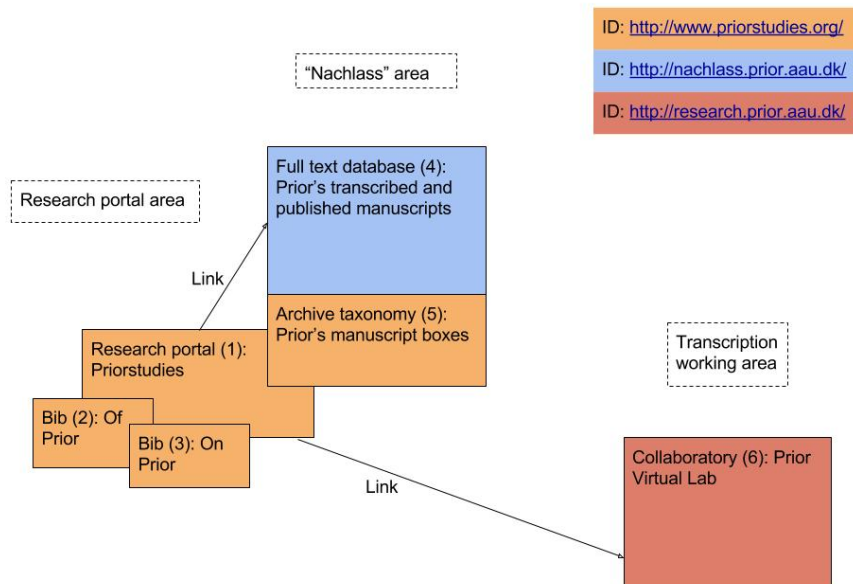 ID: http://www.priorstudies.org/
ID: http://nachlass.prior.aau.dk/
ID: http://research.prior.aau.dk/
“Nachlass” area
Research portal area
Full text database (4):
Prior’s transcribed and
published manuscripts
Link
Archive taxonomy (5):
Prior’s manuscript boxes
Research portal (1):
Priorstudies
Bib (2): Of
Prior
Bib (3): On
Prior
Transcription
working area
Link
Collaboratory (6): Prior
Virtual Lab